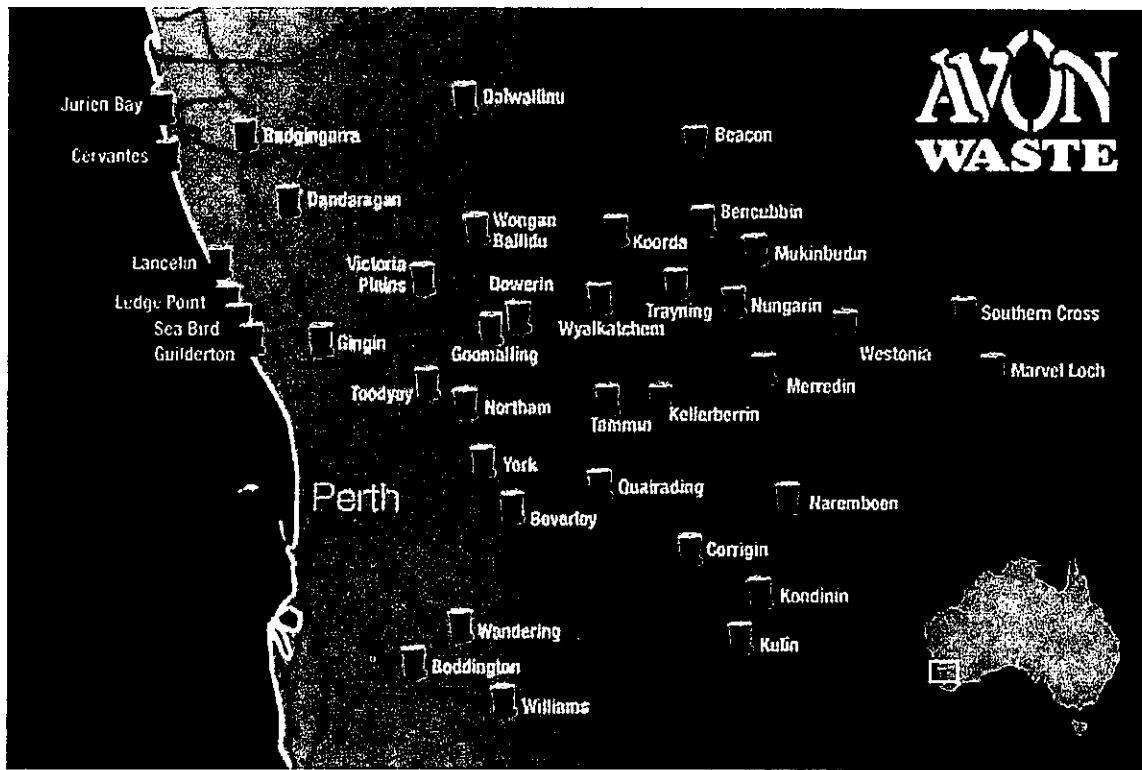 AVON
WASTE
Jurien Bay
Cervantes
Badgingarra
Dalwallinu
Beacon
Dandaragan
Wongan
Ballidu
Koorda
Bencubbin
Mukinbudin
Lancelin
Ledge Point
Sea Bird
Guilderton
Victoria
Plains
Dowerin
Wyalkatchem
Trayning
Nungarin
Southern Cross
Gingin
Goomalling
Westonia
Marvel Loch
Toodyay
Northam
Tammin
Kellerberrin
Merredin
York
Quairading
Narembeen
Perth
Beverley
Corrigin
Kondinin
Wandering
Kulin
Boddington
Williams